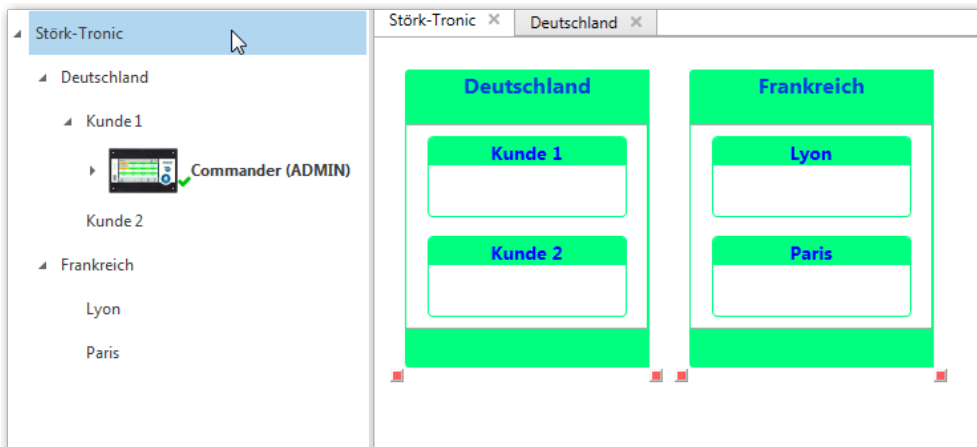 Störk-Tronic
Deutschland
Kunde 1
Commander (ADMIN)
Kunde 2
Frankreich
Lyon
Paris
Störk-Tronic
Deutschland
Deutschland
Kunde 1
Kunde 2
Frankreich
Lyon
Paris